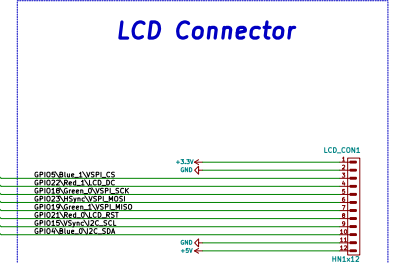 LCD Connector
LCD_CON1
+3.3V 1
GND 2
GPIO5\Blue_1\VSPI_CS 3
GPIO22\Red_1\LCD_DC 4
GPIO18\Green_0\VSPI_SCK 5
GPIO23\HSync\VSPI_MOSI 6
GPIO19\Green_1\VSPI_MISO 7
GPIO21\Red_0\LCD_RST 8
GPIO15\VSync\I2C_SCL 9
GPIO4\Blue_0\I2C_SDA 10
GND 11
+5V 12
HN1x12